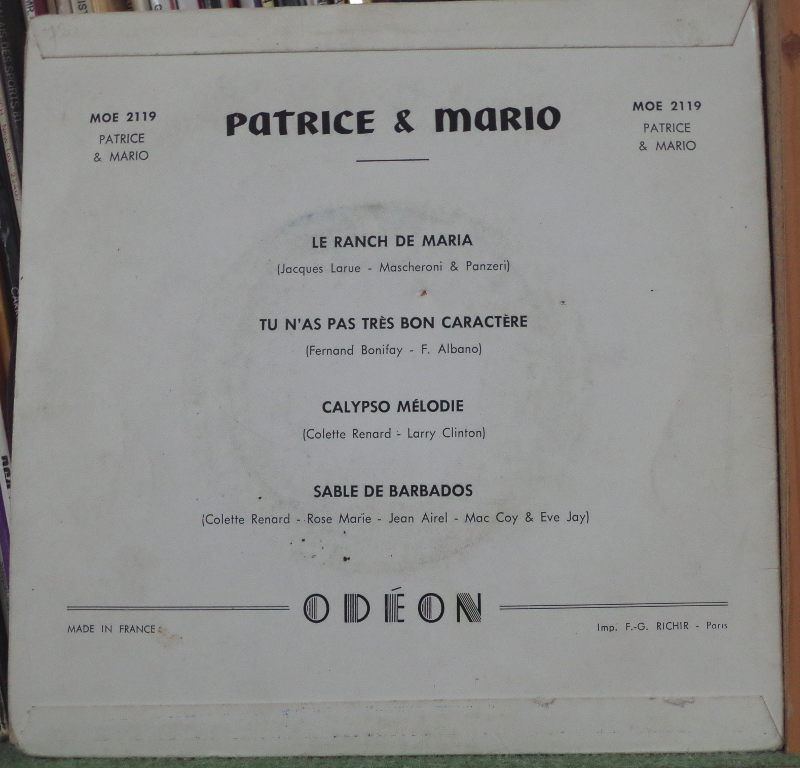 MOE 2119
PATRICE
& MARIO
PATRICE & MARIO
MOE 2119
PATRICE
& MARIO
LE RANCH DE MARIA
(Jacques Larue - Mascheroni & Panzeri)
TU N'AS PAS TRÈS BON CARACTÈRE
(Fernand Bonifay - F. Albano)
CALYPSO MÉLODIE
(Colette Renard - Larry Clinton)
SABLE DE BARBADOS
(Colette Renard - Rose Marie - Jean Airel - Mac Coy & Eve Jay)
ODÉON
MADE IN FRANCE
Imp. F.-G. RICHIR - Paris